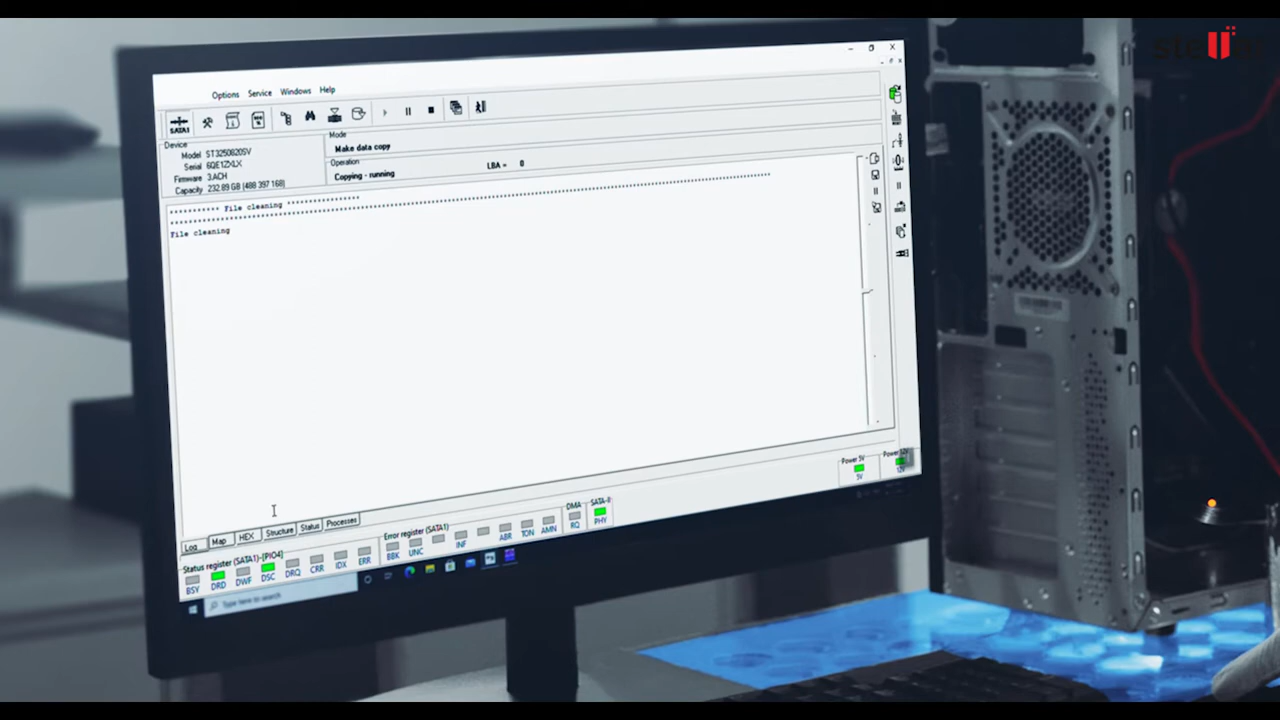 stellar
Options Service Windows Help
SATA1
Device
Model ST3250820SV
Serial 6QE1ZXLX
Firmware 3.ACH
Capacity 232.89 GB (488 397 168)
Mode
Make data copy
Operation
Copying - running LBA = 0
*********** File cleaning ****************
File cleaning
Power 5V
5V
Power 12V
12V
Log Map HEX Structure Status Processes
Status register (SATA1)-[PIO4]
BSY DRD DWF DSC DRQ CRR IDX ERR
Error register (SATA1)
BBK UNC INF ABR TON AMN
DMA
RQ
SATA-II
PHY
Type here to search